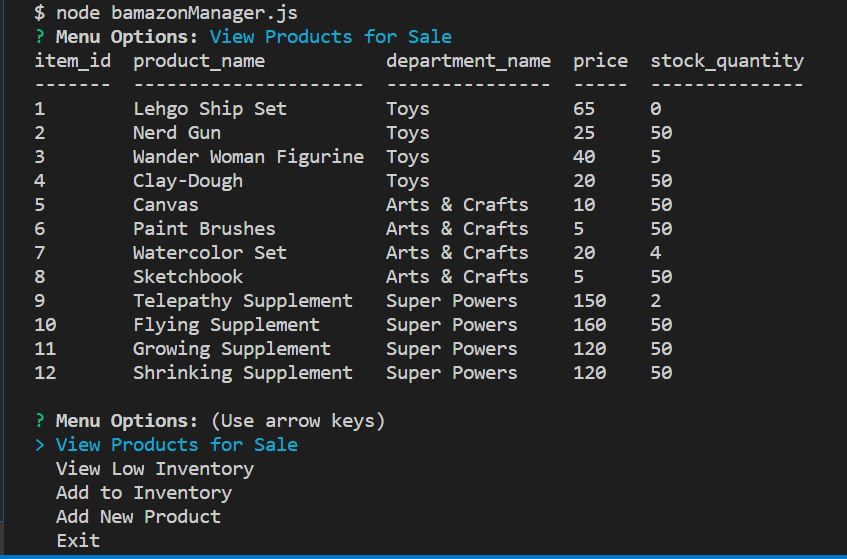 $ node bamazonManager.js
? Menu Options: View Products for Sale
item_id  product_name           department_name  price  stock_quantity
-------  ---------------------  ---------------  -----  --------------
1        Lehgo Ship Set         Toys             65     0
2        Nerd Gun               Toys             25     50
3        Wander Woman Figurine  Toys             40     5
4        Clay-Dough             Toys             20     50
5        Canvas                 Arts & Crafts    10     50
6        Paint Brushes          Arts & Crafts    5      50
7        Watercolor Set         Arts & Crafts    20     4
8        Sketchbook             Arts & Crafts    5      50
9        Telepathy Supplement   Super Powers     150    2
10       Flying Supplement      Super Powers     160    50
11       Growing Supplement     Super Powers     120    50
12       Shrinking Supplement   Super Powers     120    50
? Menu Options: (Use arrow keys)
> View Products for Sale
  View Low Inventory
  Add to Inventory
  Add New Product
  Exit